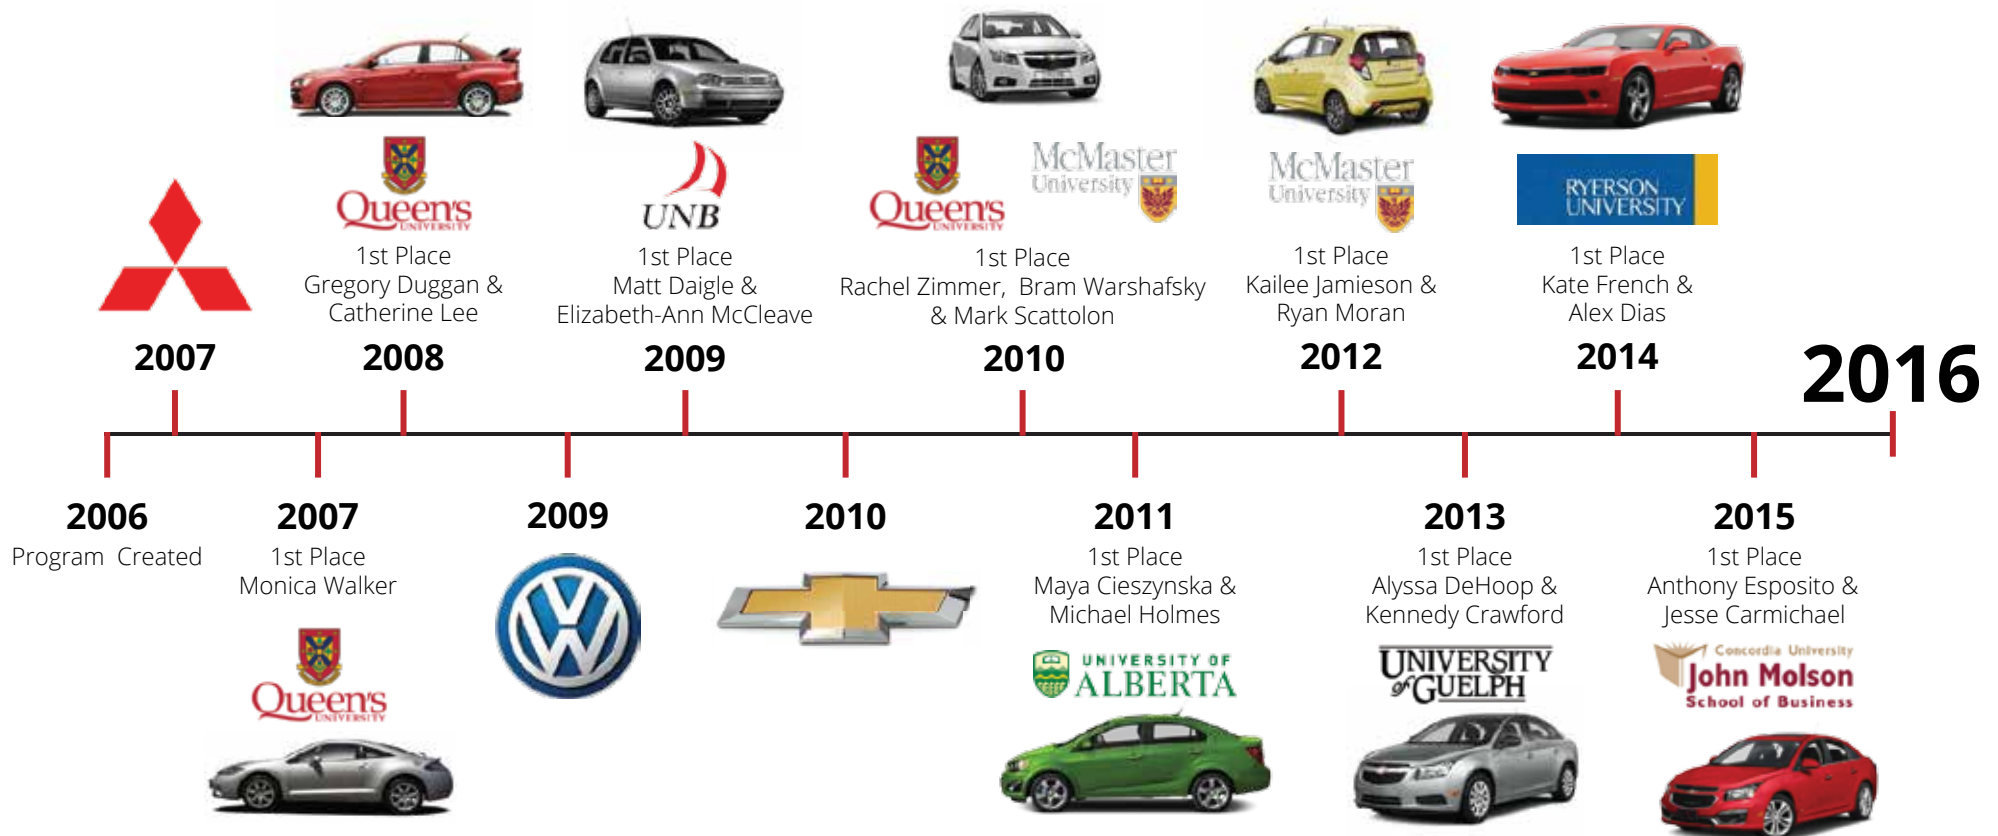 Queen's
UNIVERSITY
1st Place
Gregory Duggan &
Catherine Lee
2008
UNB
1st Place
Matt Daigle &
Elizabeth-Ann McCleave
2009
Queen's
UNIVERSITY
McMaster
University
1st Place
Rachel Zimmer, Bram Warshafsky
& Mark Scattolon
2010
McMaster
University
1st Place
Kailee Jamieson &
Ryan Moran
2012
RYERSON
UNIVERSITY
1st Place
Kate French &
Alex Dias
2014
2007
2016
2006
Program Created
2007
1st Place
Monica Walker
Queen's
UNIVERSITY
2009
VW
2010
2011
1st Place
Maya Cieszynska &
Michael Holmes
UNIVERSITY OF
ALBERTA
2013
1st Place
Alyssa DeHoop &
Kennedy Crawford
UNIVERSITY
of GUELPH
2015
1st Place
Anthony Esposito &
Jesse Carmichael
Concordia University
John Molson
School of Business